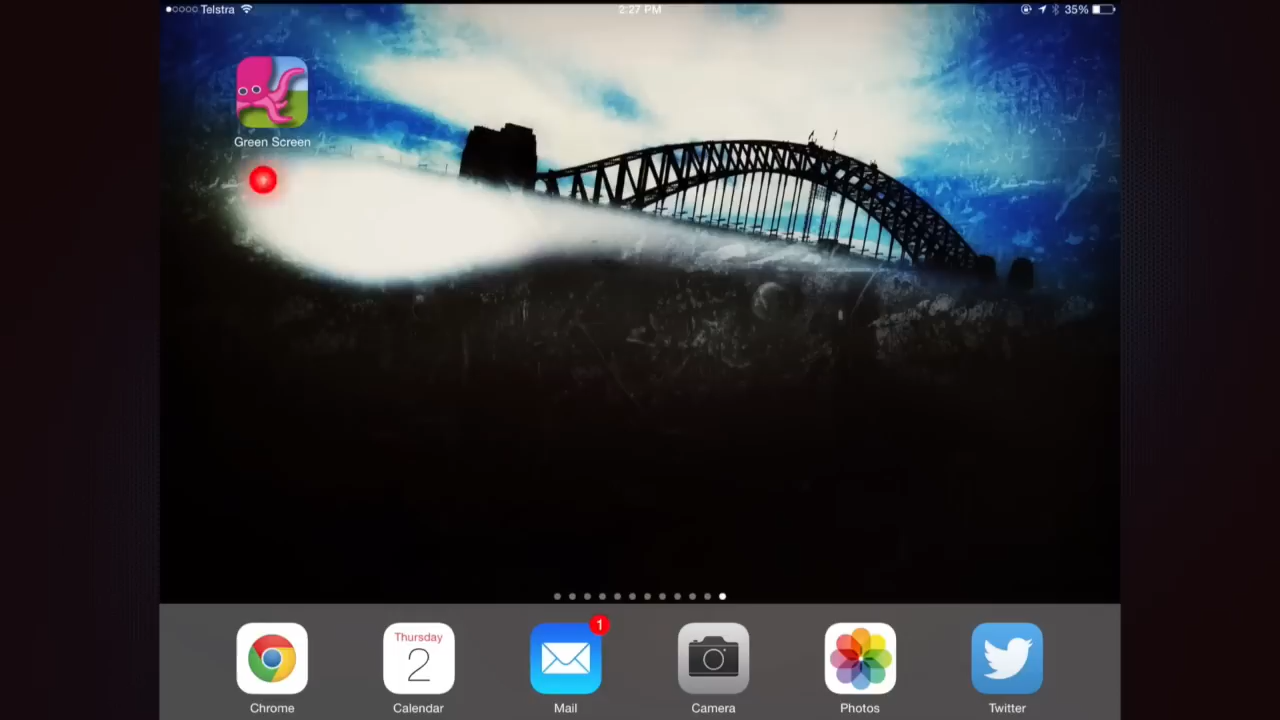 Telstra
2:27 PM
35%
Green Screen
Thursday
2
1
Chrome
Calendar
Mail
Camera
Photos
Twitter